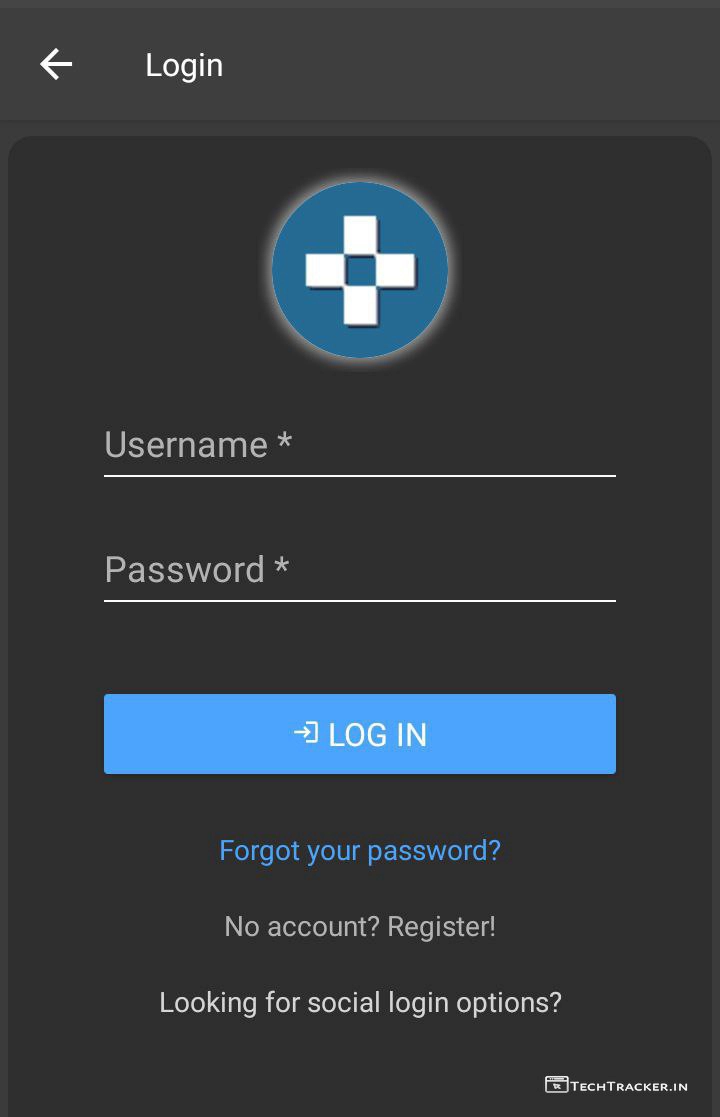 Login
Username *
Password *
LOG IN
Forgot your password?
No account? Register!
Looking for social login options?
TECHTRACKER.IN